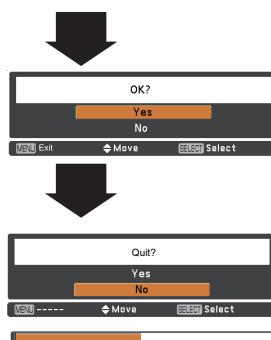 OK?
Yes
No
MENU Exit Move SELECT Select
Quit?
Yes
No
MENU ----- Move SELECT Select